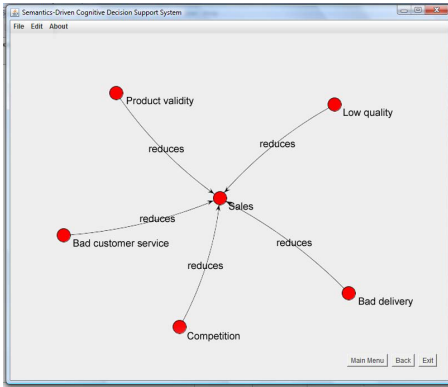 Semantics-Driven Cognitive Decision Support System
File Edit About
Product validity
Low quality
reduces
reduces
Sales
reduces
Bad customer service
reduces
reduces
Bad delivery
Competition
Main Menu Back Exit